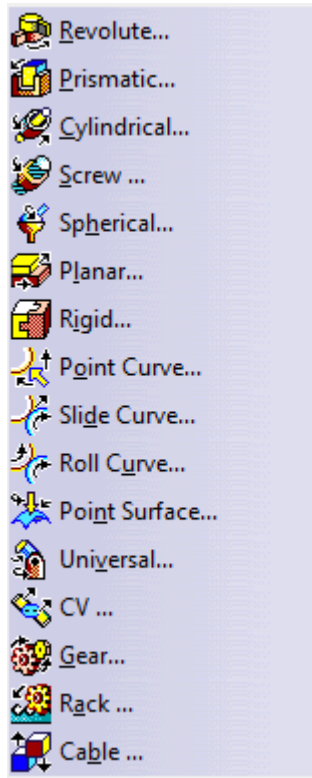 Revolute...
Prismatic...
Cylindrical...
Screw ...
Spherical...
Planar...
Rigid...
Point Curve...
Slide Curve...
Roll Curve...
Point Surface...
Universal...
CV ...
Gear...
Rack ...
Cable ...